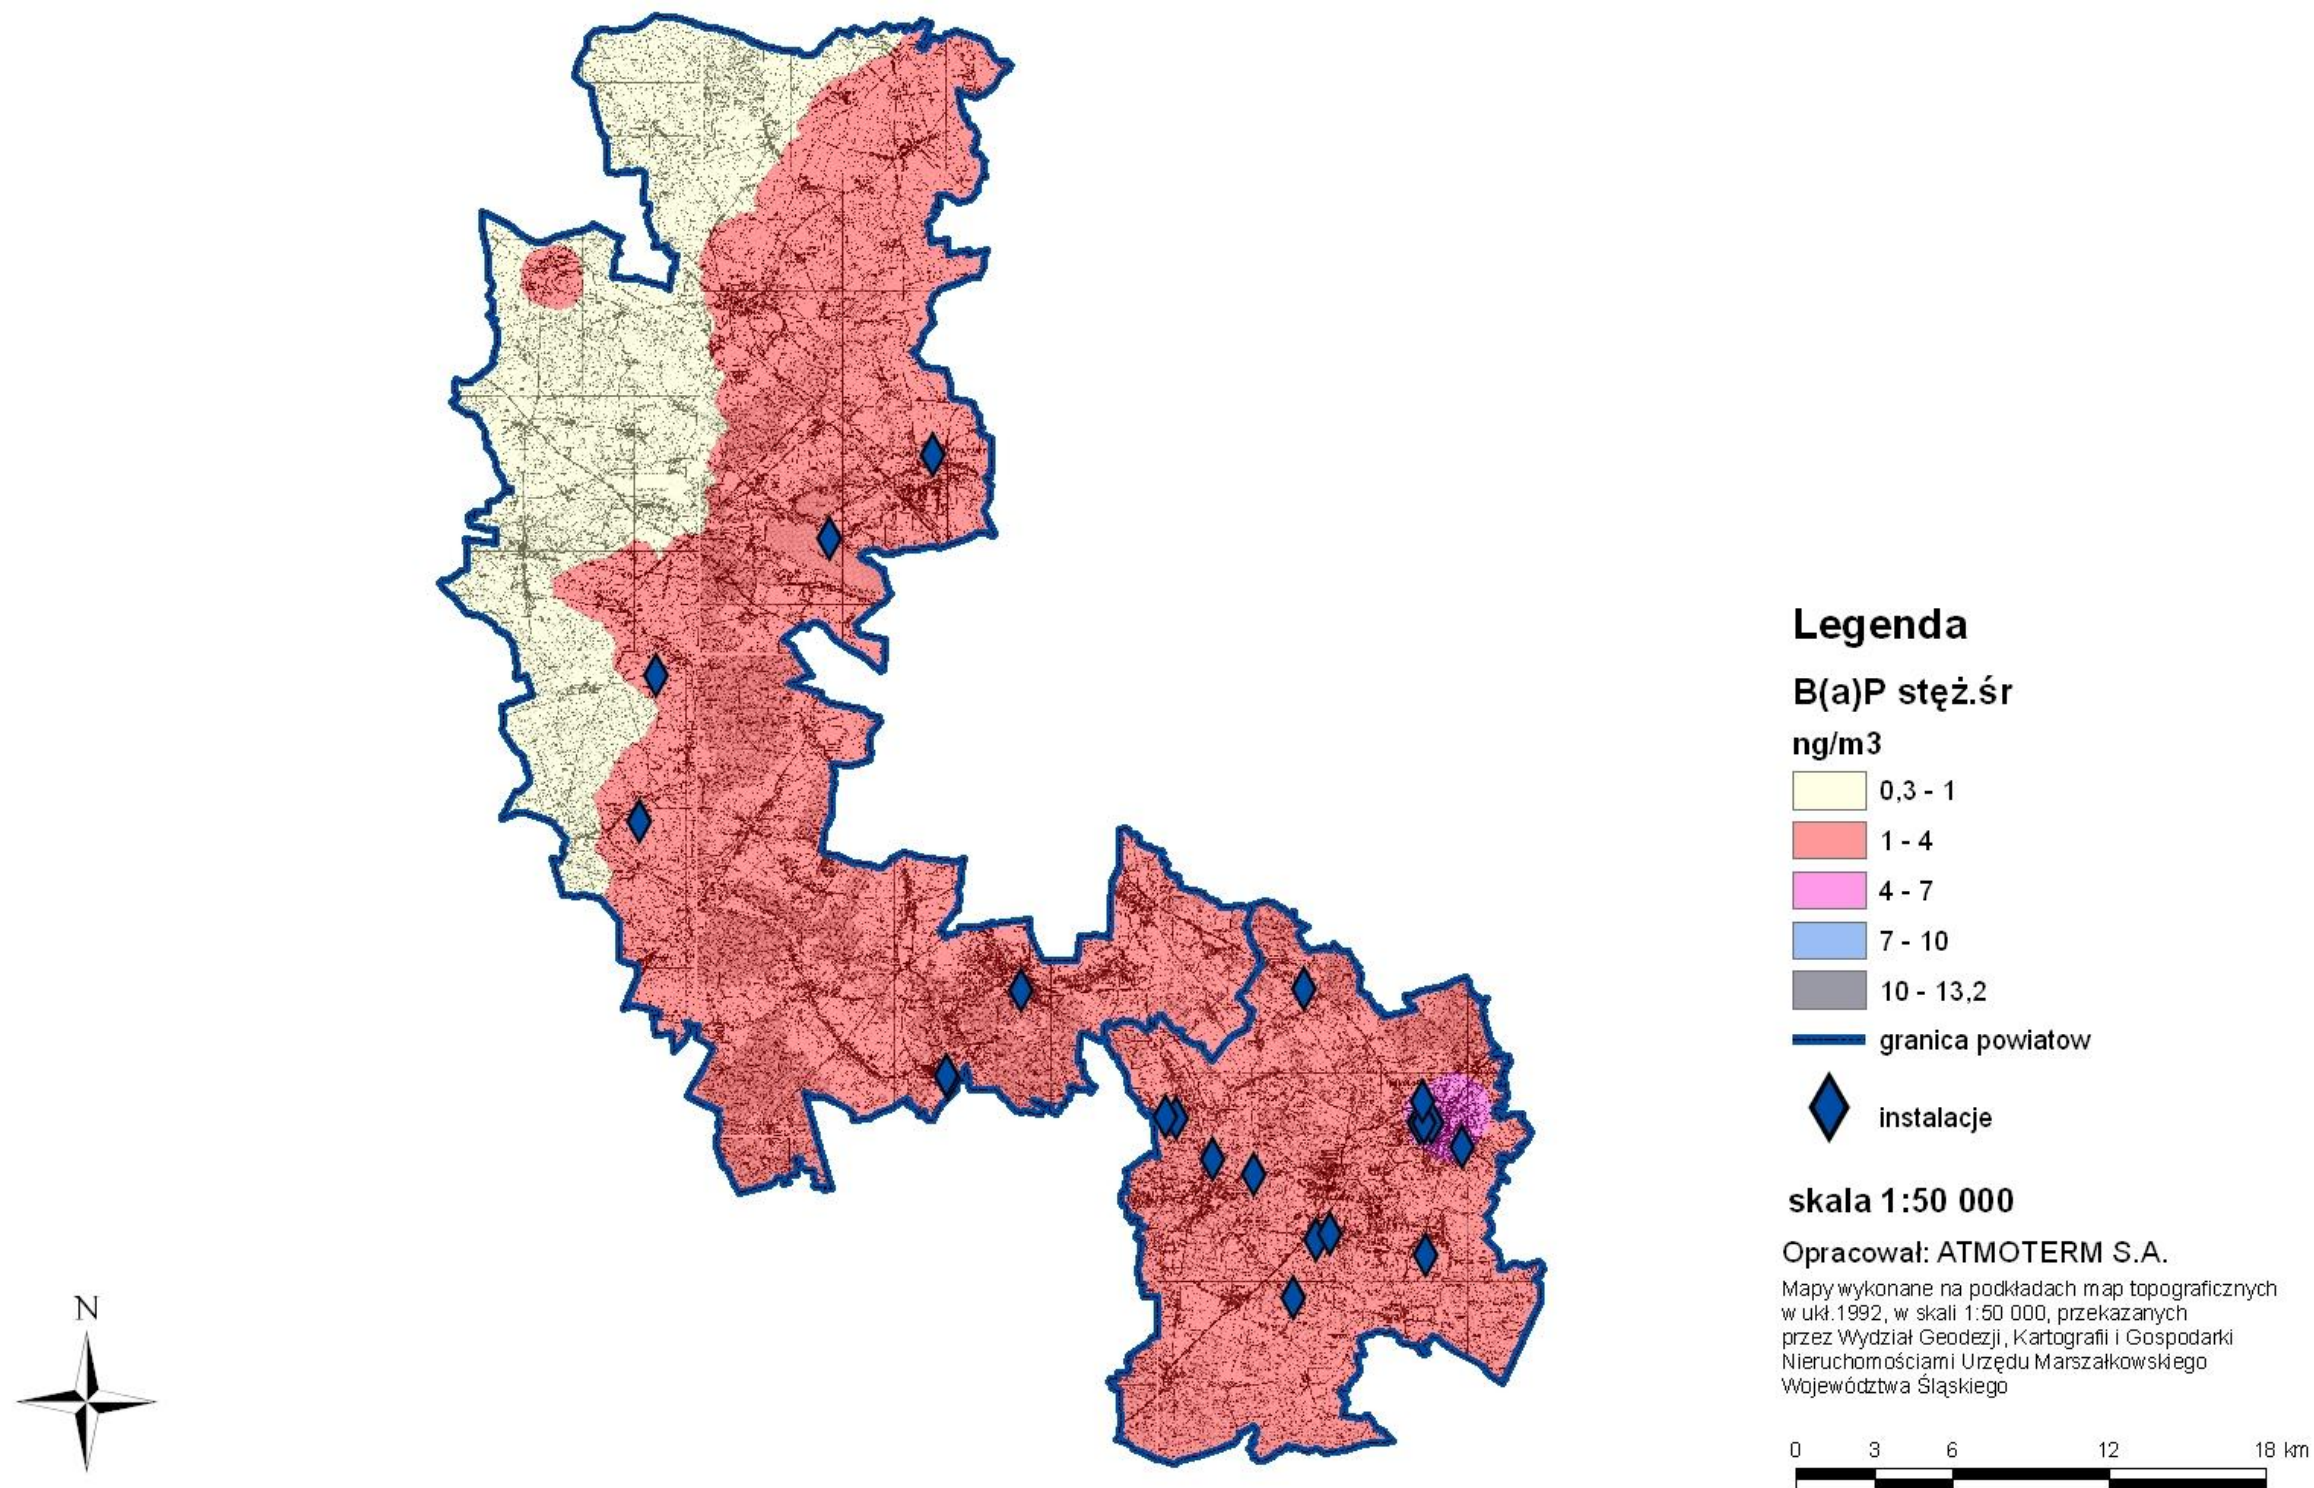 Legenda
B(a)P stęż.śr
ng/m3
0,3 - 1
1 - 4
4 - 7
7 - 10
10 - 13,2
granica powiatow
instalacje
skala 1:50 000
Opracował: ATMOTERM S.A.
Mapy wykonane na podkładach map topograficznych
w ukł.1992, w skali 1:50 000, przekazanych
przez Wydział Geodezji, Kartografii i Gospodarki
Nieruchomościami Urzędu Marszałkowskiego
Województwa Śląskiego
N
0 3 6 12 18 km